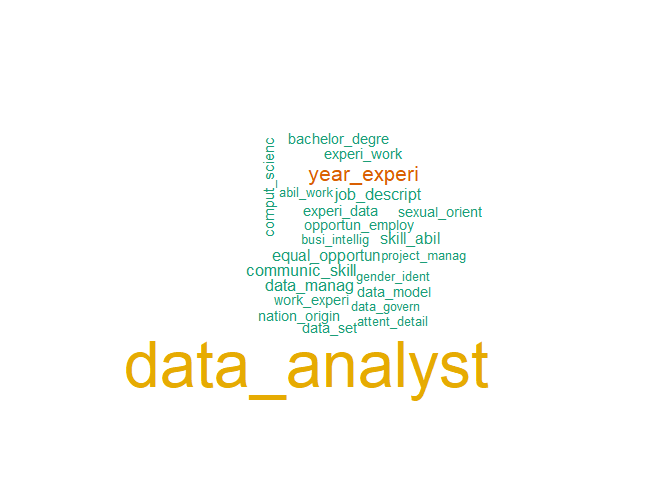 bachelor_degre
comput_scienc
experi_work
year_experi
abil_work
job_descript
experi_data
sexual_orient
opportun_employ
busi_intellig
skill_abil
equal_opportun
project_manag
communic_skill
gender_ident
data_manag
data_model
work_experi
data_govern
nation_origin
attent_detail
data_set
data_analyst